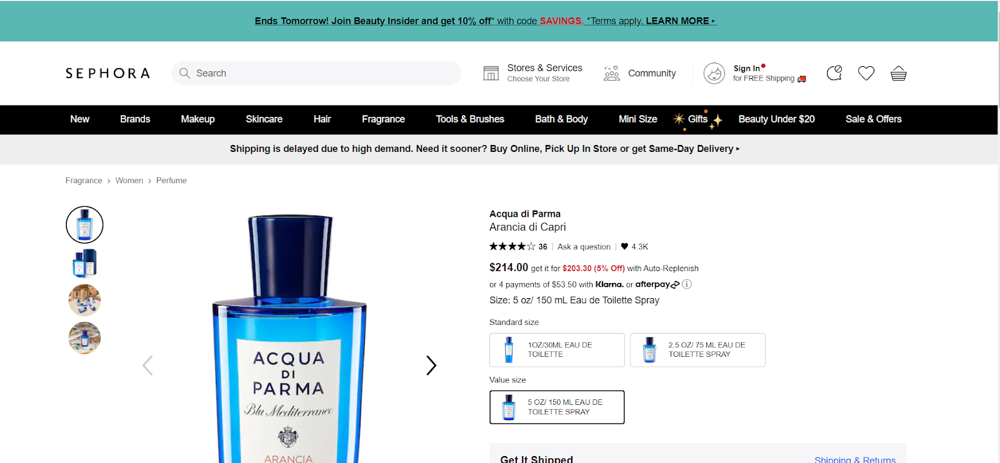 Ends Tomorrow! Join Beauty Insider and get 10% off* with code SAVINGS. *Terms apply. LEARN MORE ▸
SEPHORA
Search
Stores & Services
Choose Your Store
Community
Sign In
for FREE Shipping
New
Brands
Makeup
Skincare
Hair
Fragrance
Tools & Brushes
Bath & Body
Mini Size
Gifts
Beauty Under $20
Sale & Offers
Shipping is delayed due to high demand. Need it sooner? Buy Online, Pick Up In Store or get Same-Day Delivery ▸
Fragrance › Women › Perfume
ACQUA
DI
PARMA
Blu Mediterraneo
ARANCIA
Acqua di Parma
Arancia di Capri
36 | Ask a question | 4.3K
$214.00 get it for $203.30 (5% Off) with Auto-Replenish
or 4 payments of $53.50 with Klarna. or afterpay
Size: 5 oz/ 150 mL Eau de Toilette Spray
Standard size
1OZ/30ML EAU DE
TOILETTE
2.5 OZ/ 75 ML EAU DE
TOILETTE SPRAY
Value size
5 OZ/ 150 ML EAU DE
TOILETTE SPRAY
Get It Shipped
Shipping & Returns